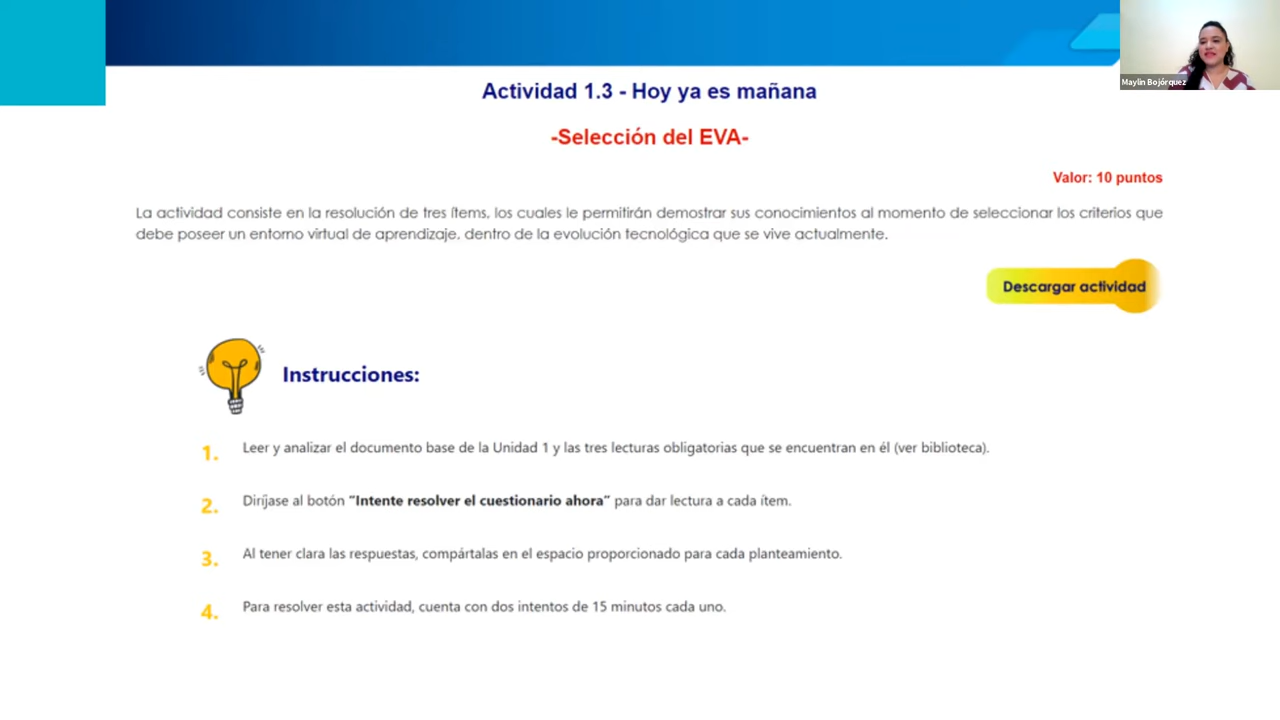 Maylin Bojórquez
Actividad 1.3 - Hoy ya es mañana
-Selección del EVA-
Valor: 10 puntos
La actividad consiste en la resolución de tres ítems, los cuales le permitirán demostrar sus conocimientos al momento de seleccionar los criterios que
debe poseer un entorno virtual de aprendizaje, dentro de la evolución tecnológica que se vive actualmente.
Descargar actividad
Instrucciones:
1. Leer y analizar el documento base de la Unidad 1 y las tres lecturas obligatorias que se encuentran en él (ver biblioteca).
2. Diríjase al botón "Intente resolver el cuestionario ahora" para dar lectura a cada ítem.
3. Al tener clara las respuestas, compártalas en el espacio proporcionado para cada planteamiento.
4. Para resolver esta actividad, cuenta con dos intentos de 15 minutos cada uno.